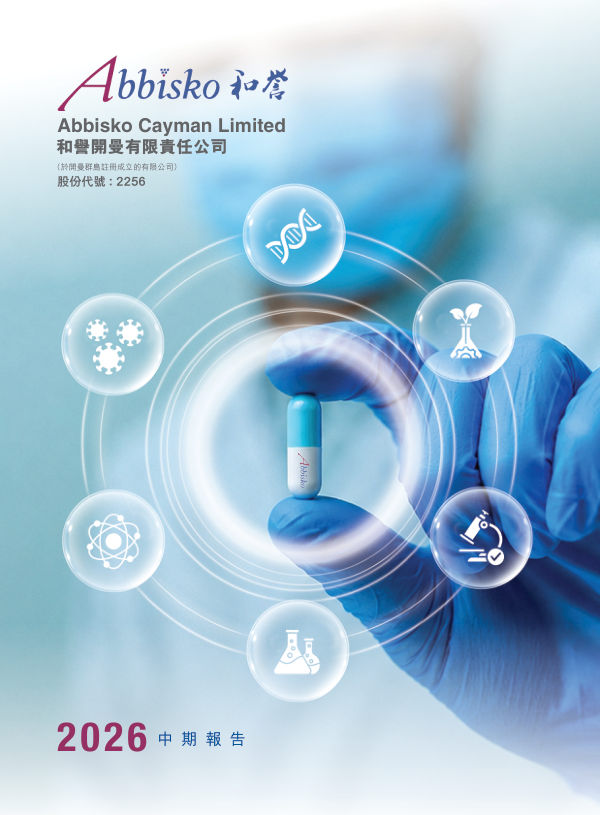 Abbisko 和誉
Abbisko Cayman Limited
和譽開曼有限責任公司
（於開曼群島註冊成立的有限公司）
股份代號：2256
Abbisko
2026 中期報告